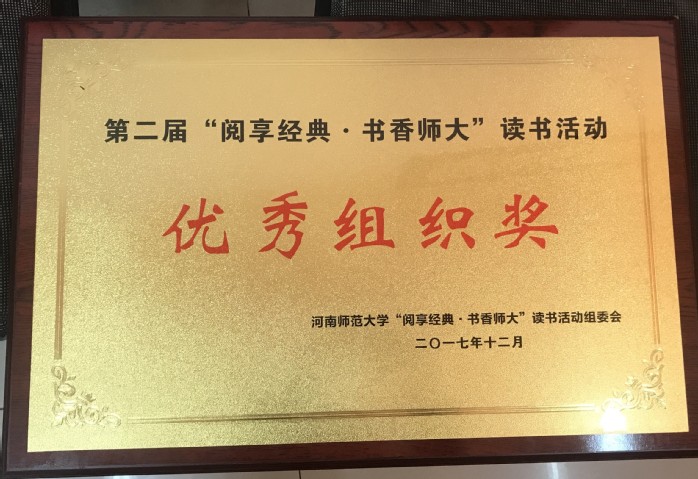 第二届“阅享经典·书香师大”读书活动
优秀组织奖
河南师范大学“阅享经典·书香师大”读书活动组委会
二〇一七年十二月